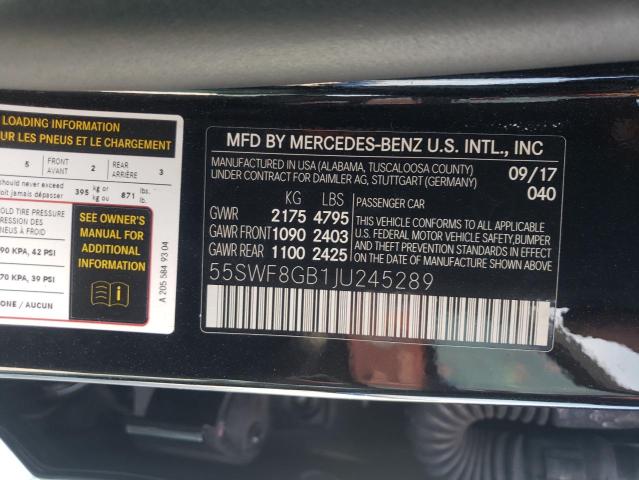 LOADING INFORMATION
UR LES PNEUS ET LE CHARGEMENT
5 FRONT AVANT 2 REAR ARRIÈRE 3
should never exceed
doit jamais dépasser 395 kg or kg ou 871 lbs. lb.
OLD TIRE PRESSURE
RESSION DES
NEUS À FROID
90 KPA, 42 PSI
70 KPA, 39 PSI
ONE / AUCUN
SEE OWNER'S
MANUAL FOR
ADDITIONAL
INFORMATION
A 205 584 93 04
MFD BY MERCEDES-BENZ U.S. INTL., INC
MANUFACTURED IN USA (ALABAMA, TUSCALOOSA COUNTY) 09/17
UNDER CONTRACT FOR DAIMLER AG, STUTTGART (GERMANY) 040
KG LBS PASSENGER CAR
GVWR 2175 4795
GAWR FRONT 1090 2403
GAWR REAR 1100 2425
THIS VEHICLE CONFORMS TO ALL APPLICABLE
U.S. FEDERAL MOTOR VEHICLE SAFETY,BUMPER
AND THEFT PREVENTION STANDARDS IN EFFECT
ON THE DATE OF MANUFACTURE SHOWN ABOVE.
55SWF8GB1JU245289